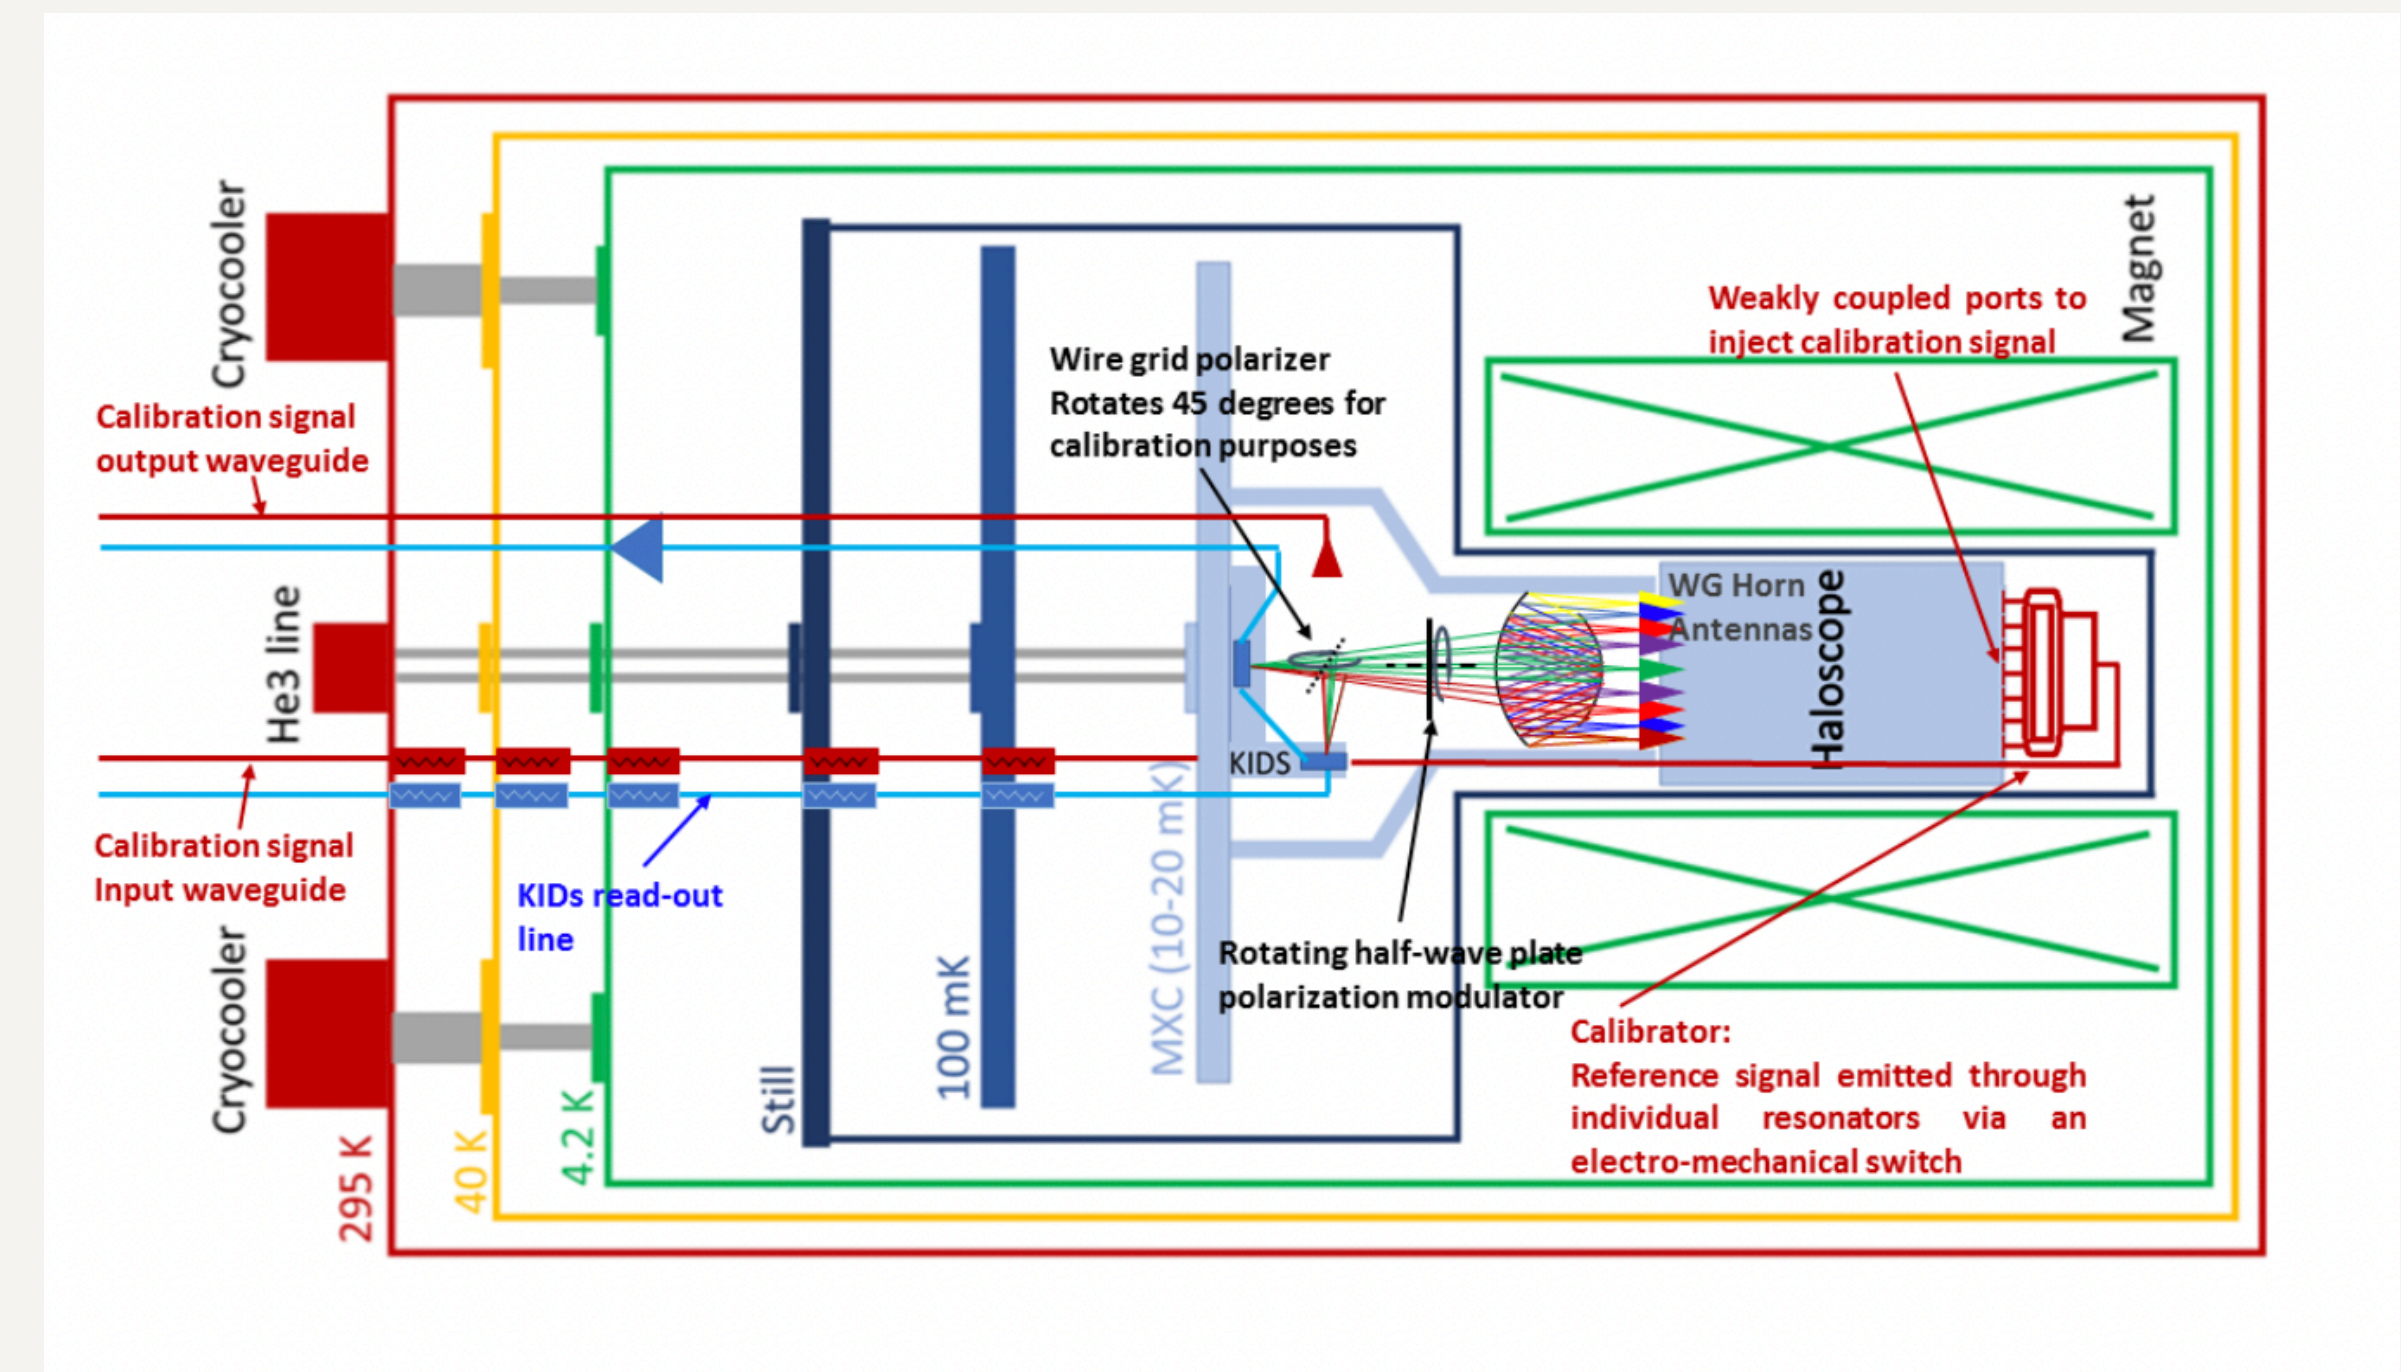 Cryocooler
Calibration signal
output waveguide
He3 line
Calibration signal
Input waveguide
Cryocooler
295 K
40 K
4.2 K
KIDs read-out
line
Still
100 mK
MXC (10-20 mK)
Wire grid polarizer
Rotates 45 degrees for
calibration purposes
KIDS
Rotating half-wave plate
polarization modulator
WG Horn
Antennas
Haloscope
Weakly coupled ports to
inject calibration signal
Magnet
Calibrator:
Reference signal emitted through
individual resonators via an
electro-mechanical switch